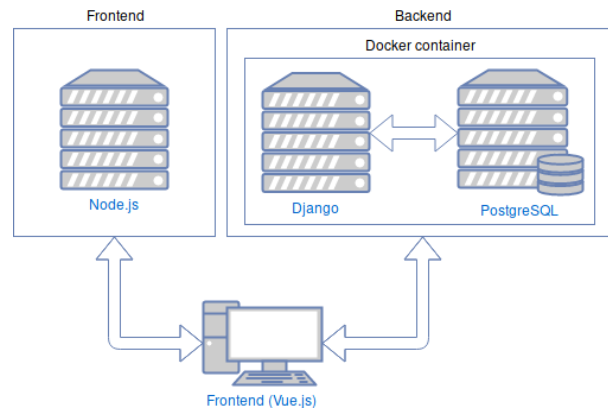 Frontend
Backend
Docker container
Node.js
Django
PostgreSQL
Frontend (Vue.js)